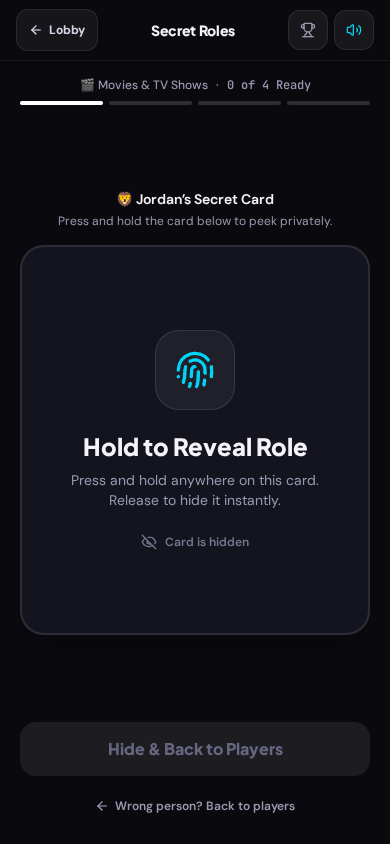 Lobby
Secret Roles
🎬 Movies & TV Shows · 0 of 4 Ready
🦁 Jordan’s Secret Card
Press and hold the card below to peek privately.
Hold to Reveal Role
Press and hold anywhere on this card.
Release to hide it instantly.
Card is hidden
Hide & Back to Players
Wrong person? Back to players